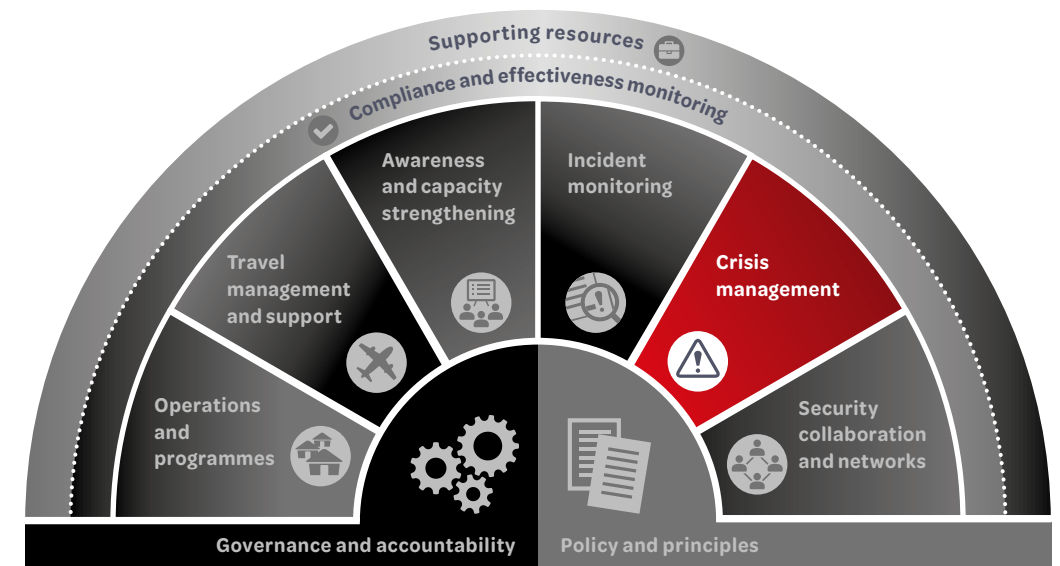 Supporting resources
Compliance and effectiveness monitoring
Operations
and
programmes
Travel
management
and support
Awareness
and capacity
strengthening
Incident
monitoring
Crisis
management
Security
collaboration
and networks
Governance and accountability
Policy and principles